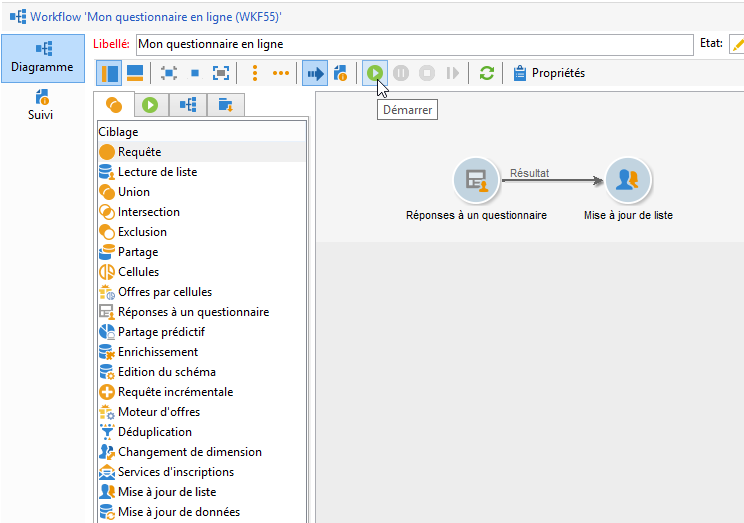 Workflow 'Mon questionnaire en ligne (WKF55)'
Libellé: Mon questionnaire en ligne Etat:
Diagramme
Propriétés
Suivi
Démarrer
Ciblage
Requête
Lecture de liste
Union
Intersection
Exclusion
Partage
Cellules
Offres par cellules
Réponses à un questionnaire
Partage prédictif
Enrichissement
Edition du schéma
Requête incrémentale
Moteur d'offres
Déduplication
Changement de dimension
Services d'inscriptions
Mise à jour de liste
Mise à jour de données
Résultat
Réponses à un questionnaire
Mise à jour de liste